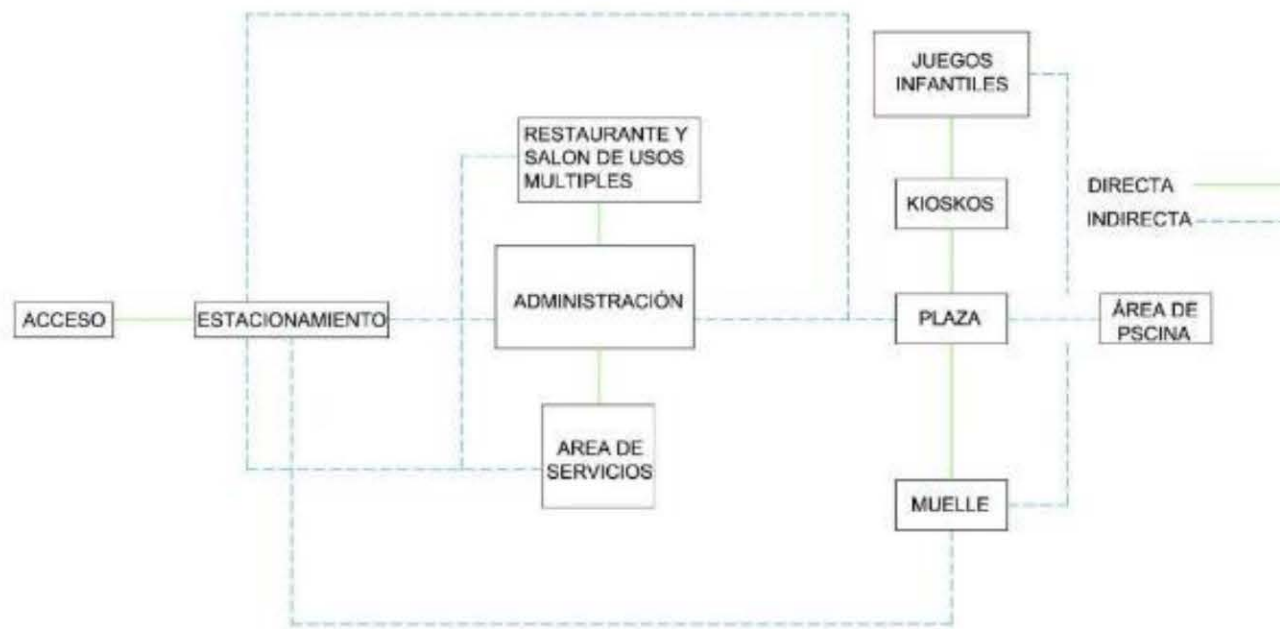 JUEGOS
INFANTILES
RESTAURANTE Y
SALON DE USOS
MULTIPLES
KIOSKOS
DIRECTA
INDIRECTA
ACCESO
ESTACIONAMIENTO
ADMINISTRACIÓN
PLAZA
ÁREA DE
PSCINA
AREA DE
SERVICIOS
MUELLE